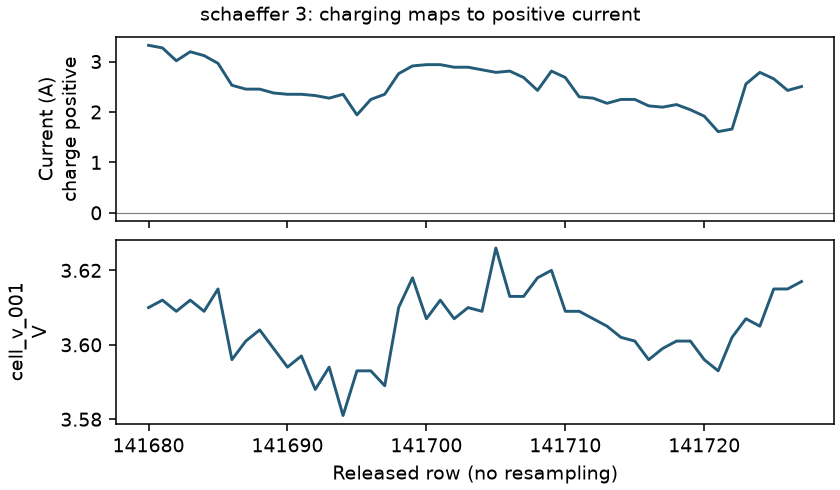 schaeffer 3: charging maps to positive current
Current (A)
charge positive
3
2
1
0
cell_v_001
V
3.62
3.60
3.58
141680 141690 141700 141710 141720
Released row (no resampling)